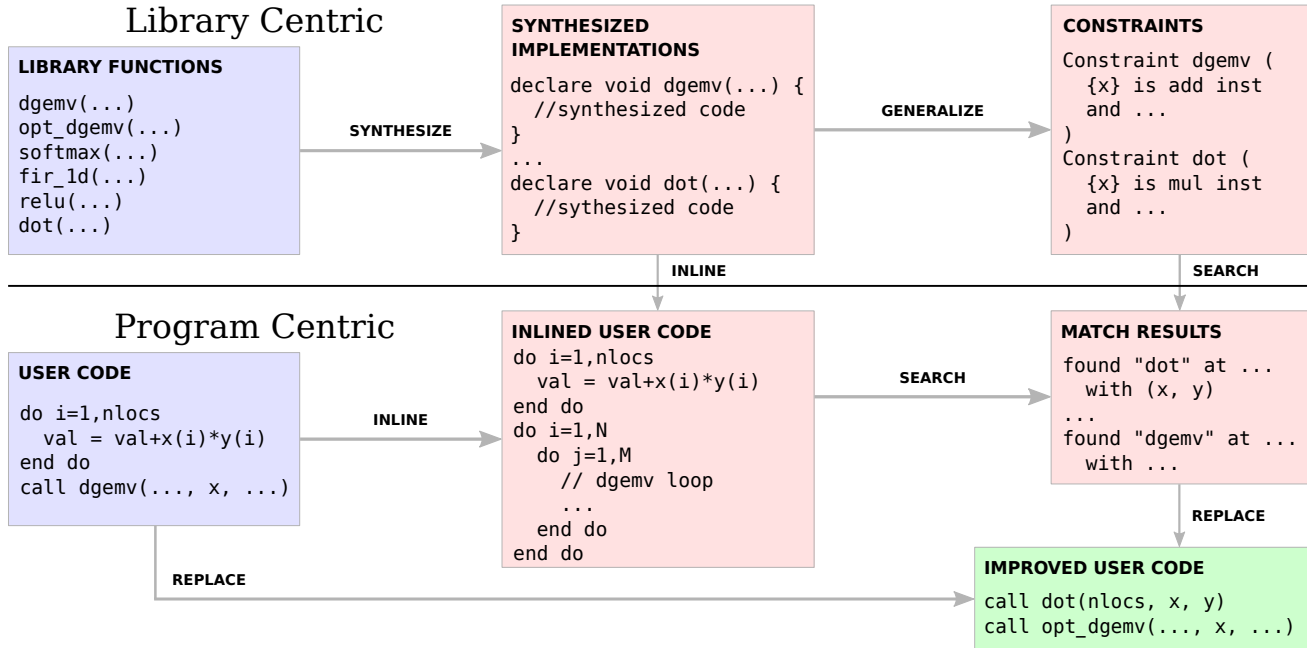 Library Centric
LIBRARY FUNCTIONS
dgemv(...)
opt_dgemv(...)
softmax(...)
fir_1d(...)
relu(...)
dot(...)
SYNTHESIZE
SYNTHESIZED
IMPLEMENTATIONS
declare void dgemv(...) {
  //synthesized code
}
...
declare void dot(...) {
  //sythesized code
}
GENERALIZE
CONSTRAINTS
Constraint dgemv (
  {x} is add inst
  and ...
)
Constraint dot (
  {x} is mul inst
  and ...
)
INLINE
SEARCH
Program Centric
USER CODE
do i=1,nlocs
  val = val+x(i)*y(i)
end do
call dgemv(..., x, ...)
INLINE
INLINED USER CODE
do i=1,nlocs
  val = val+x(i)*y(i)
end do
do i=1,N
  do j=1,M
    // dgemv loop
    ...
  end do
end do
SEARCH
MATCH RESULTS
found "dot" at ...
  with (x, y)
...
found "dgemv" at ...
  with ...
REPLACE
REPLACE
IMPROVED USER CODE
call dot(nlocs, x, y)
call opt_dgemv(..., x, ...)